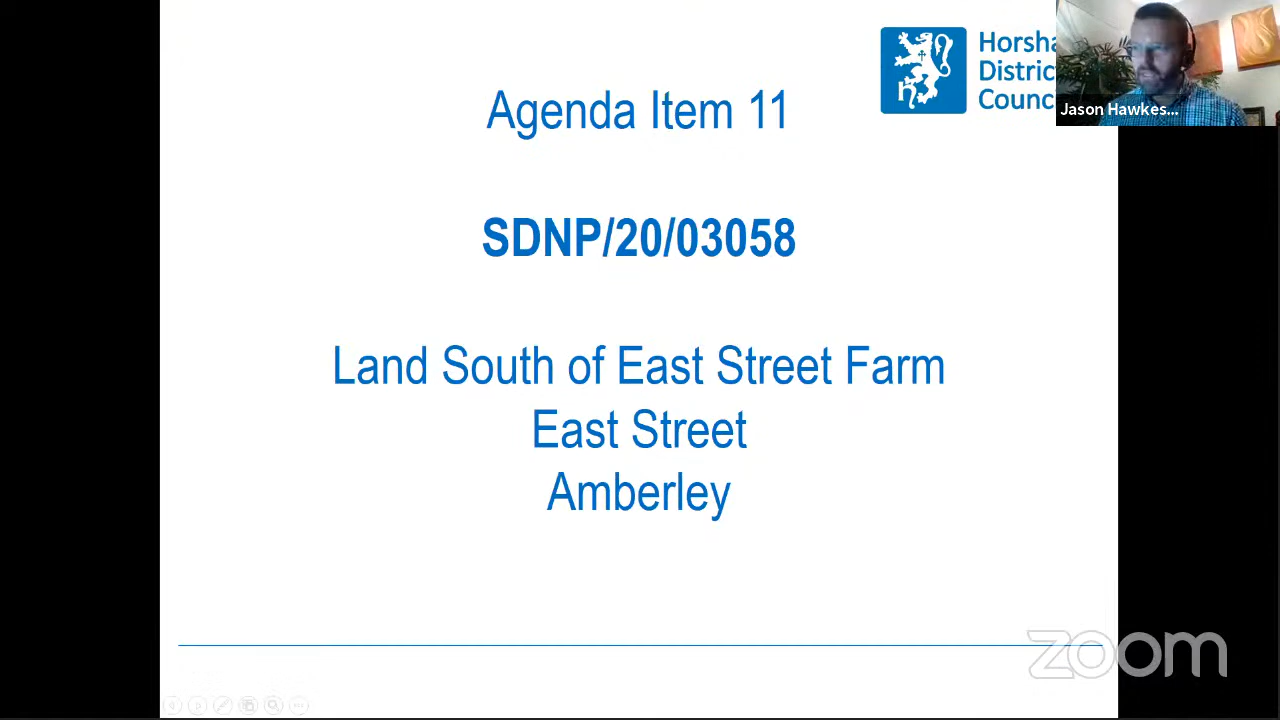 Agenda Item 11
Horsha
Distric
Counc
Jason Hawkes...
SDNP/20/03058
Land South of East Street Farm
East Street
Amberley
zoom